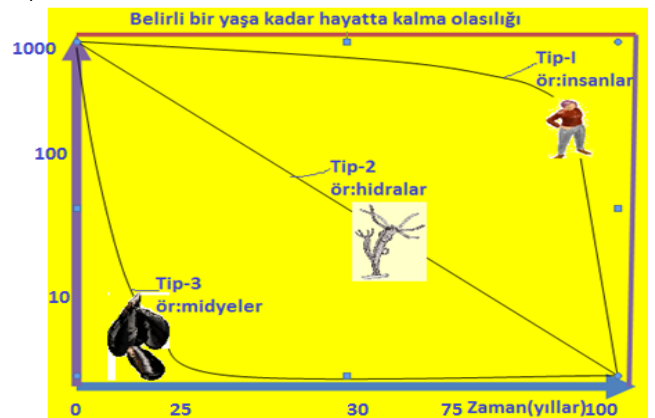 Belirli bir yaşa kadar hayatta kalma olasılığı
1000
Tip-I
ör:insanlar
100
Tip-2
ör:hidralar
10
Tip-3
ör:midyeler
0 25 30 75 Zaman(yıllar) 100